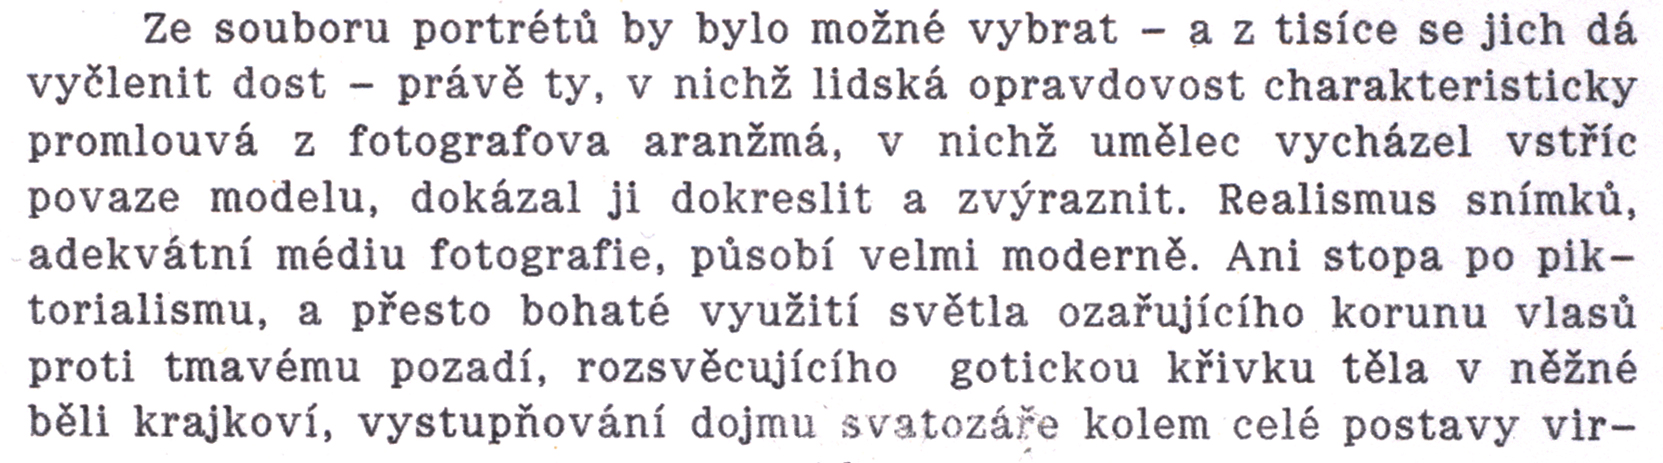 Ze souboru portrétů by bylo možné vybrat – a z tisíce se jich dá
vyčlenit dost – právě ty, v nichž lidská opravdovost charakteristicky
promlouvá z fotografova aranžmá, v nichž umělec vycházel vstříc
povaze modelu, dokázal ji dokreslit a zvýraznit. Realismus snímků,
adekvátní médiu fotografie, působí velmi moderně. Ani stopa po pik–
torialismu, a přesto bohaté využití světla ozařujícího korunu vlasů
proti tmavému pozadí, rozsvěcujícího gotickou křivku těla v něžné
běli krajkoví, vystupňování dojmu svatozáře kolem celé postavy vir–